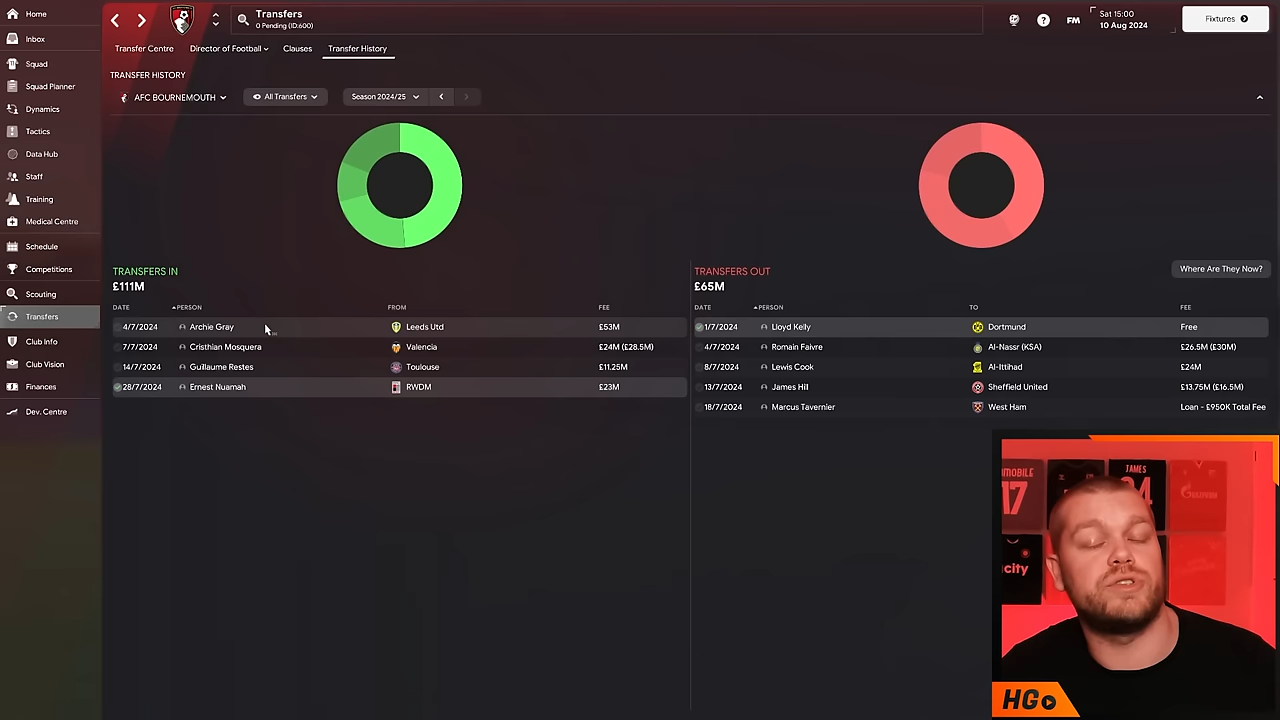 Home
Inbox
Squad
Squad Planner
Dynamics
Tactics
Data Hub
Staff
Training
Medical Centre
Schedule
Competitions
Scouting
Transfers
Club Info
Club Vision
Finances
Dev. Centre
Transfers
0 Pending (ID:600)
FM
Sat 15:00
10 Aug 2024
Fixtures
Transfer Centre Director of Football Clauses Transfer History
TRANSFER HISTORY
AFC BOURNEMOUTH All Transfers Season 2024/25
TRANSFERS IN
£111M
DATE PERSON FROM FEE
4/7/2024 Archie Gray Leeds Utd £53M
7/7/2024 Cristhian Mosquera Valencia £24M (£28.5M)
14/7/2024 Guillaume Restes Toulouse £11.25M
28/7/2024 Ernest Nuamah RWDM £23M
TRANSFERS OUT
Where Are They Now?
£65M
DATE PERSON TO FEE
1/7/2024 Lloyd Kelly Dortmund Free
4/7/2024 Romain Faivre Al-Nassr (KSA) £26.5M (£30M)
8/7/2024 Lewis Cook Al-Ittihad £24M
13/7/2024 James Hill Sheffield United £13.75M (£16.5M)
18/7/2024 Marcus Tavernier West Ham Loan - £950K Total Fee
MOBILE
17
JAMES
city
HG